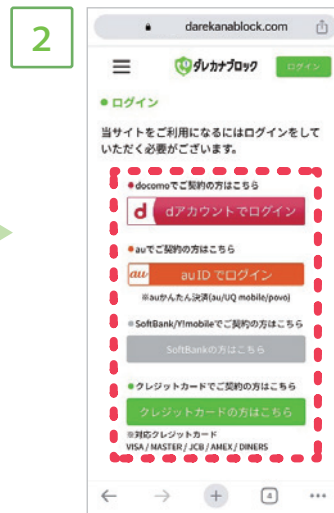 2
darekanablock.com
ダレカナブロック
ログイン
ログイン
当サイトをご利用になるにはログインをして
いただく必要がございます。
docomoでご契約の方はこちら
d dアカウントでログイン
auでご契約の方はこちら
au au ID でログイン
※auかんたん決済(au/UQ mobile/povo)
SoftBank/Y!mobileでご契約の方はこちら
SoftBankの方はこちら
クレジットカードでご契約の方はこちら
クレジットカードの方はこちら
※対応クレジットカード
VISA / MASTER / JCB / AMEX / DINERS
4